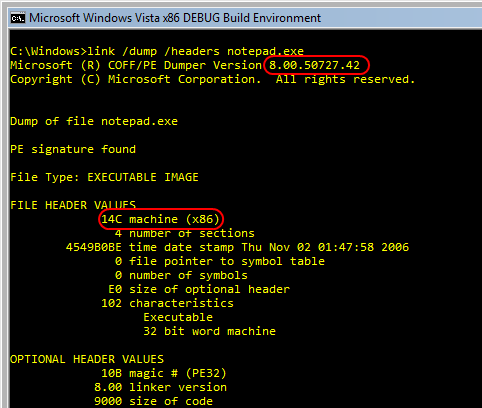 Microsoft Windows Vista x86 DEBUG Build Environment
C:\Windows>link /dump /headers notepad.exe
Microsoft (R) COFF/PE Dumper Version 8.00.50727.42
Copyright (C) Microsoft Corporation.  All rights reserved.
Dump of file notepad.exe
PE signature found
File Type: EXECUTABLE IMAGE
FILE HEADER VALUES
14C machine (x86)
4 number of sections
4549B0BE time date stamp Thu Nov 02 01:47:58 2006
0 file pointer to symbol table
0 number of symbols
E0 size of optional header
102 characteristics
Executable
32 bit word machine
OPTIONAL HEADER VALUES
10B magic # (PE32)
8.00 linker version
9000 size of code